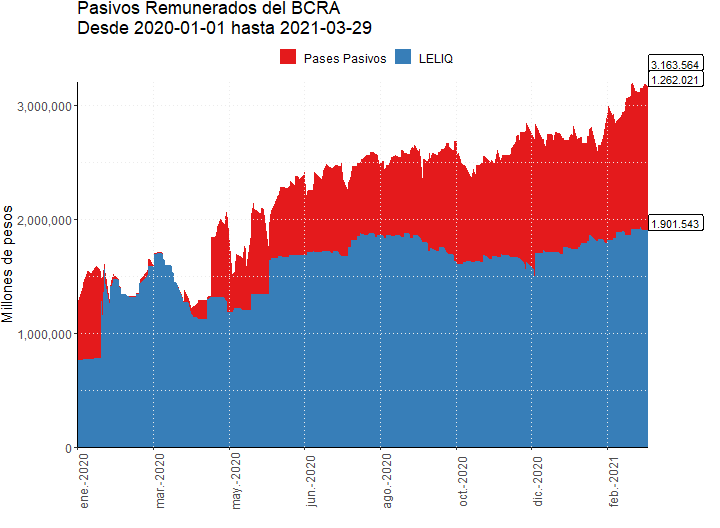 Pasivos Remunerados del BCRA
Desde 2020-01-01 hasta 2021-03-29
Pases Pasivos LELIQ
3.163.564
1.262.021
3,000,000
1.901.543
2,000,000
1,000,000
0
Millones de pesos
ene.-2020
mar.-2020
may.-2020
jun.-2020
ago.-2020
oct.-2020
dic.-2020
feb.-2021